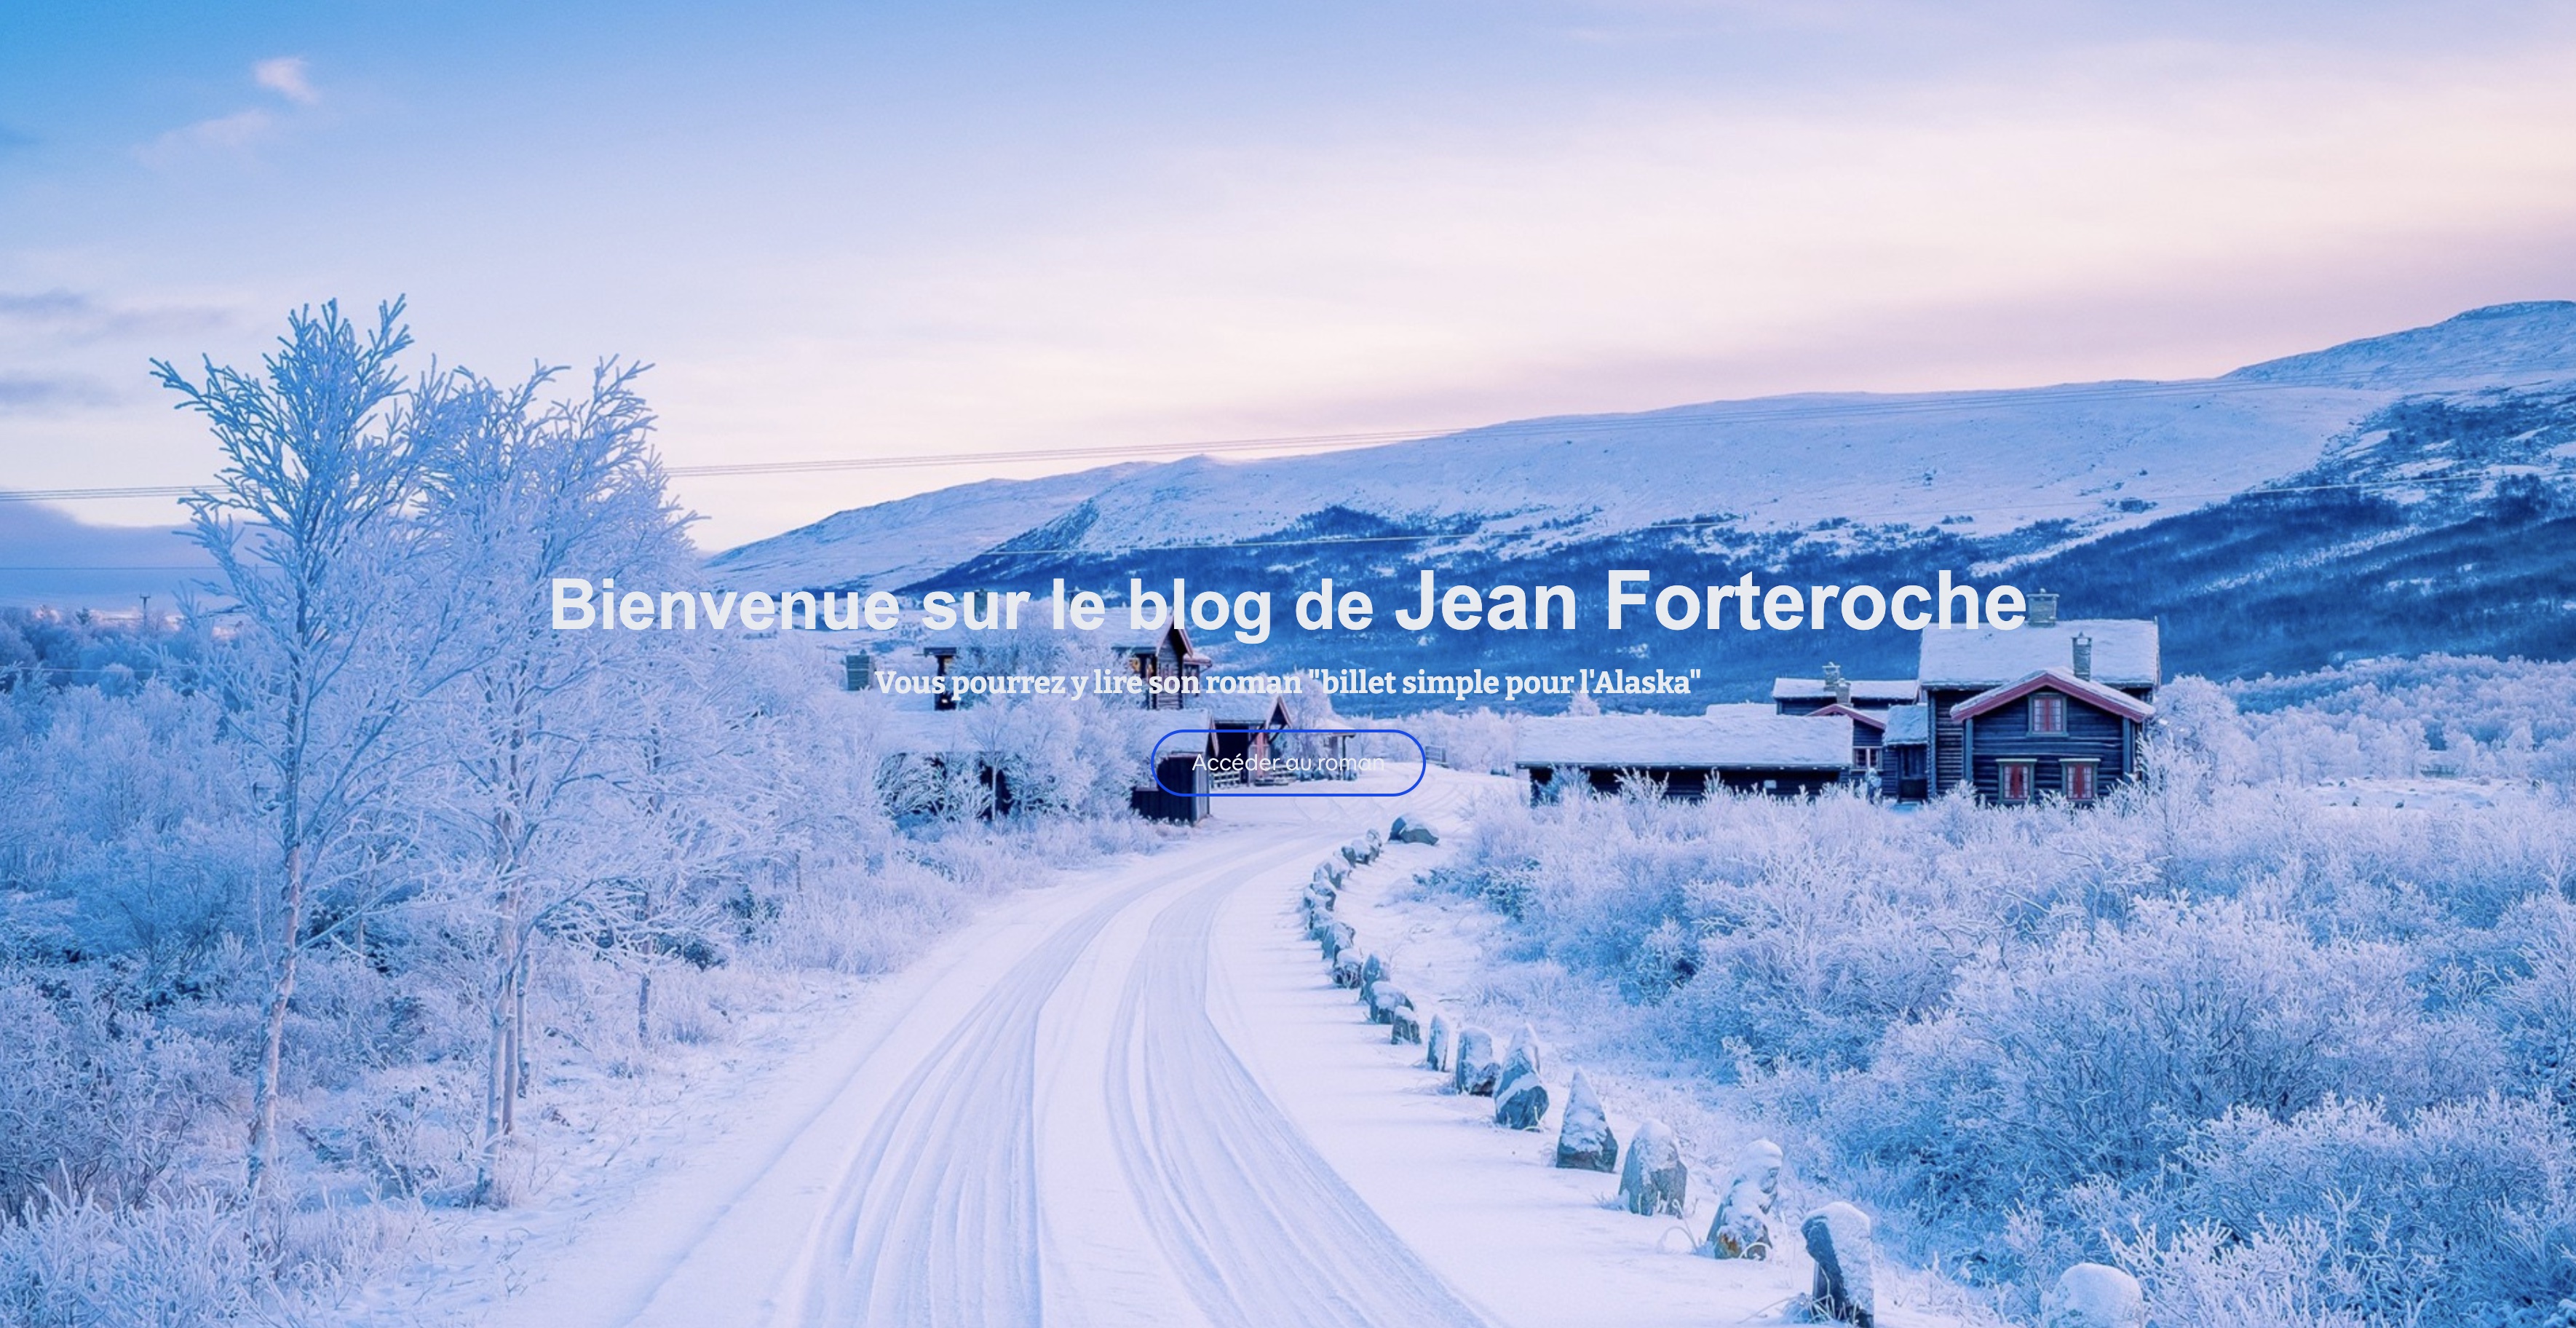 Bienvenue sur le blog de Jean Forteroche
Vous pourrez y lire son roman "billet simple pour l'Alaska"
Accéder au roman